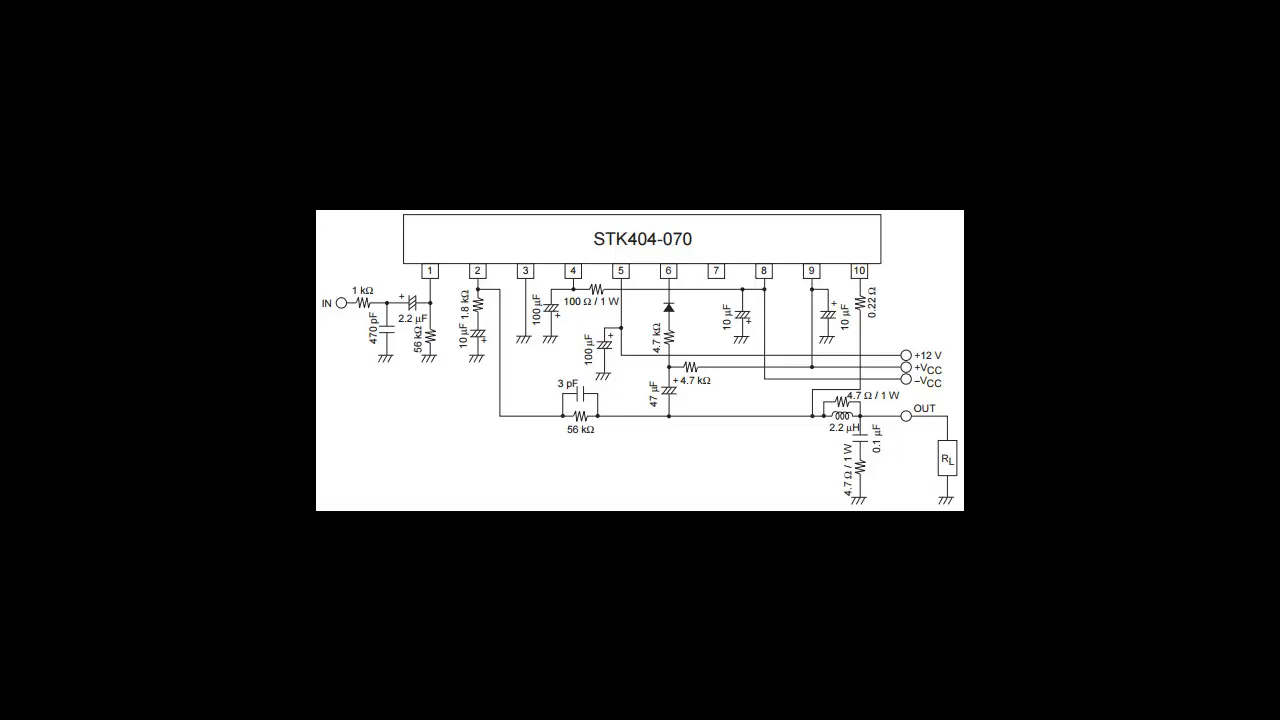 STK404-070
1 2 3 4 5 6 7 8 9 10
IN
1 kΩ
470 pF
+
2.2 µF
56 kΩ
1.8 kΩ
10 µF
+
100 µF
+
100 Ω / 1 W
100 µF
+
4.7 kΩ
+ 4.7 kΩ
47 µF
10 µF
+
+
10 µF
0.22 Ω
+12 V
+VCC
–VCC
3 pF
56 kΩ
4.7 Ω / 1 W
2.2 µH
OUT
0.1 µF
4.7 Ω / 1 W
RL